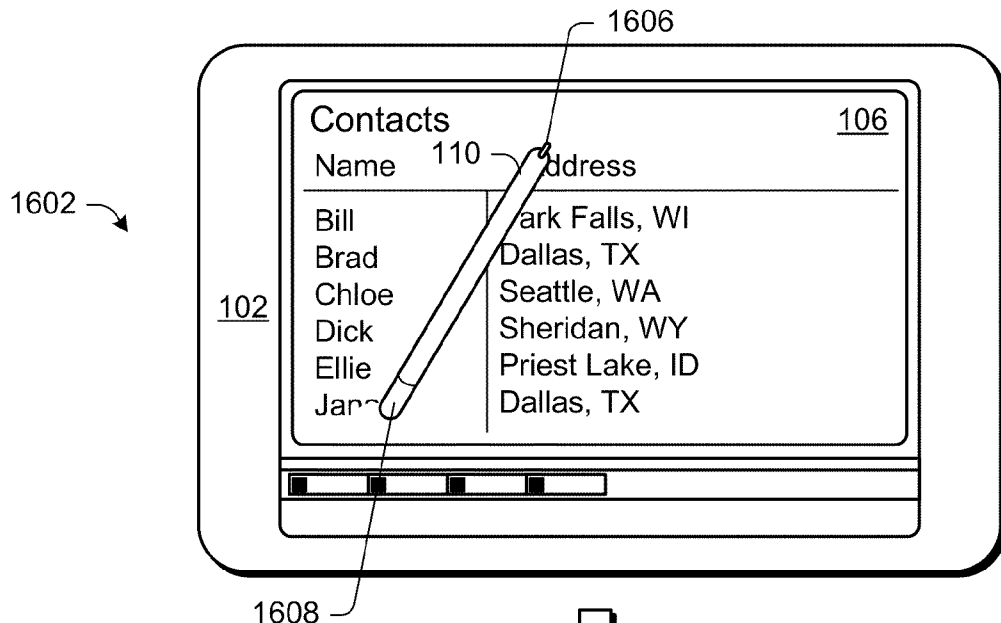 1606
Contacts 106
Name 110 ddress
1602
Bill ark Falls, WI
Brad Dallas, TX
Chloe Seattle, WA
102
Dick Sheridan, WY
Ellie Priest Lake, ID
Dallas, TX
1608